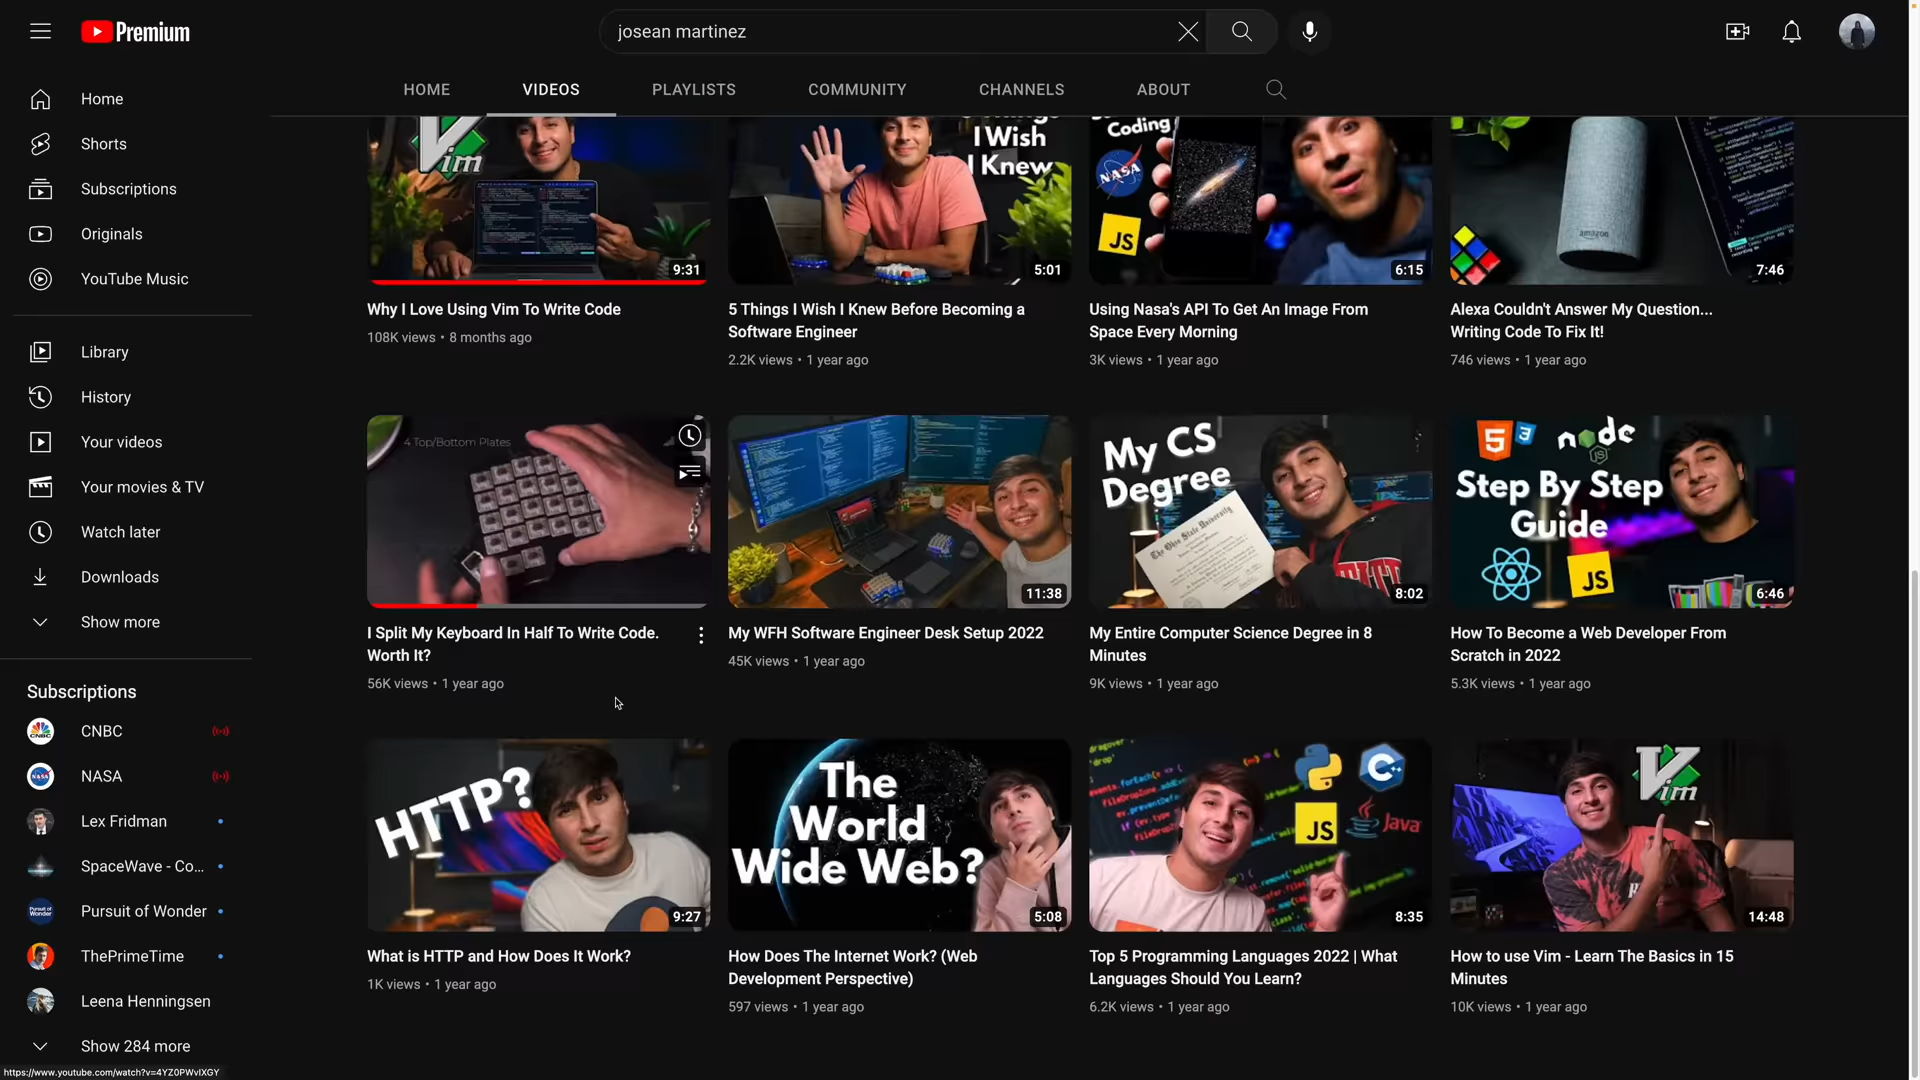 Premium
josean martinez
HOME
VIDEOS
PLAYLISTS
COMMUNITY
CHANNELS
ABOUT
Home
Shorts
Subscriptions
Originals
YouTube Music
Library
History
Your videos
Your movies & TV
Watch later
Downloads
Show more
Subscriptions
CNBC
NASA
Lex Fridman
SpaceWave - Co...
Pursuit of Wonder
ThePrimeTime
Leena Henningsen
Show 284 more
Vim
9:31
Why I Love Using Vim To Write Code
108K views • 8 months ago
I Wish
I Knew
5:01
5 Things I Wish I Knew Before Becoming a
Software Engineer
2.2K views • 1 year ago
Coding
NASA
JS
6:15
Using Nasa's API To Get An Image From
Space Every Morning
3K views • 1 year ago
amazon
7:46
Alexa Couldn't Answer My Question...
Writing Code To Fix It!
746 views • 1 year ago
4 Top/Bottom Plates
I Split My Keyboard In Half To Write Code.
Worth It?
56K views • 1 year ago
11:38
My WFH Software Engineer Desk Setup 2022
45K views • 1 year ago
My CS
Degree
The Ohio State University
8:02
My Entire Computer Science Degree in 8
Minutes
9K views • 1 year ago
5 3 node
JS
Step By Step
Guide
JS
6:46
How To Become a Web Developer From
Scratch in 2022
5.3K views • 1 year ago
HTTP?
9:27
What is HTTP and How Does It Work?
1K views • 1 year ago
The
World
Wide Web?
5:08
How Does The Internet Work? (Web
Development Perspective)
597 views • 1 year ago
JS
Java
8:35
Top 5 Programming Languages 2022 | What
Languages Should You Learn?
6.2K views • 1 year ago
Vim
14:48
How to use Vim - Learn The Basics in 15
Minutes
10K views • 1 year ago
https://www.youtube.com/watch?v=4YZ0PWvIXGY